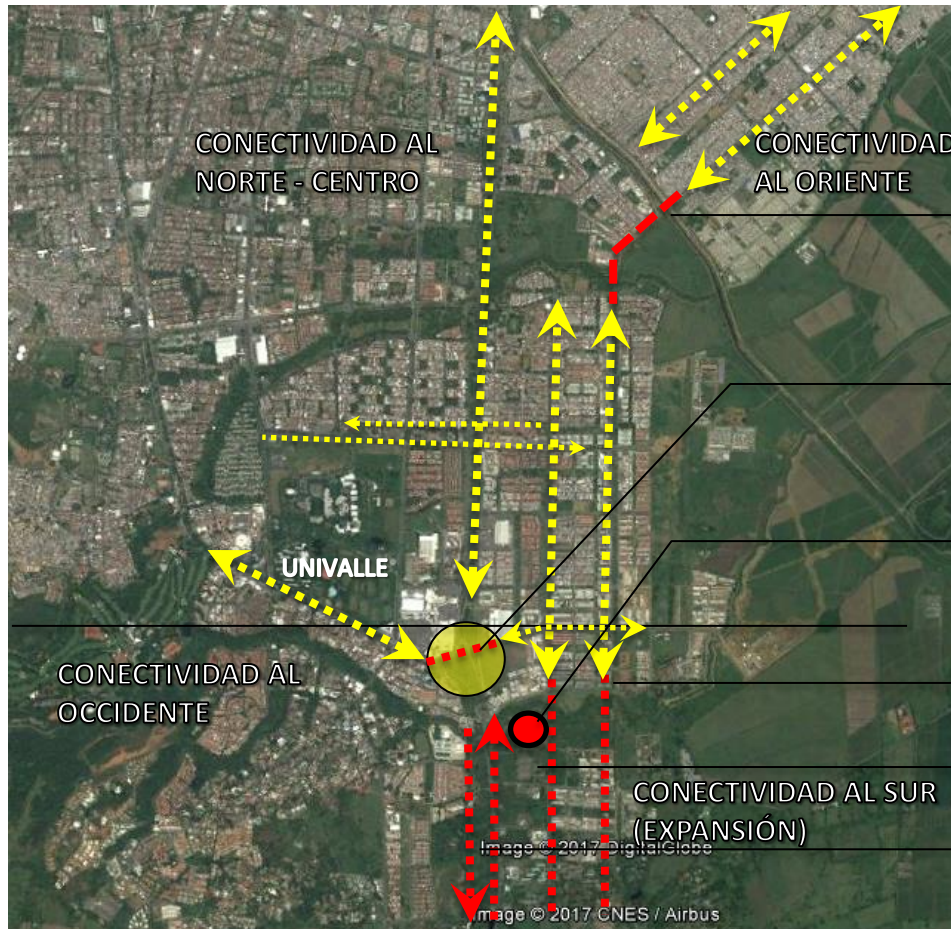 CONECTIVIDAD AL
NORTE - CENTRO
CONECTIVIDAD
AL ORIENTE
UNIVALLE
CONECTIVIDAD AL
OCCIDENTE
CONECTIVIDAD AL SUR
(EXPANSIÓN)
Image © 2017 DigitalGlobe
Image © 2017 CNES / Airbus